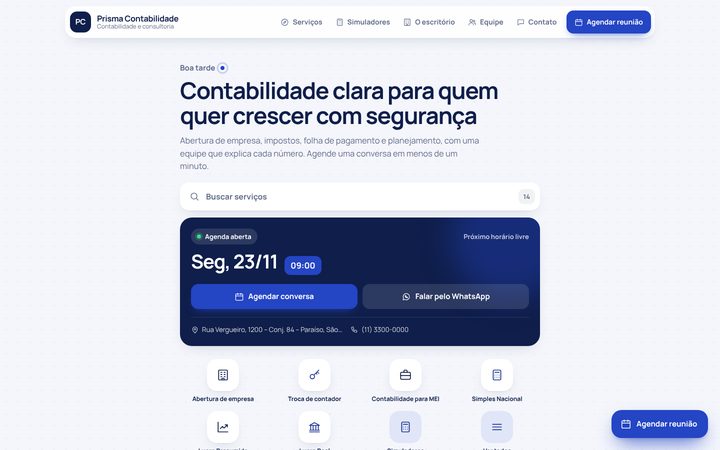 PC
Prisma Contabilidade
Contabilidade e consultoria
Serviços
Simuladores
O escritório
Equipe
Contato
Agendar reunião
Boa tarde
Contabilidade clara para quem
quer crescer com segurança
Abertura de empresa, impostos, folha de pagamento e planejamento, com uma
equipe que explica cada número. Agende uma conversa em menos de um
minuto.
Buscar serviços
14
Agenda aberta
Próximo horário livre
Seg, 23/11
09:00
Agendar conversa
Falar pelo WhatsApp
Rua Vergueiro, 1200 – Conj. 84 – Paraíso, São...
(11) 3300-0000
Abertura de empresa
Troca de contador
Contabilidade para MEI
Simples Nacional
Agendar reunião